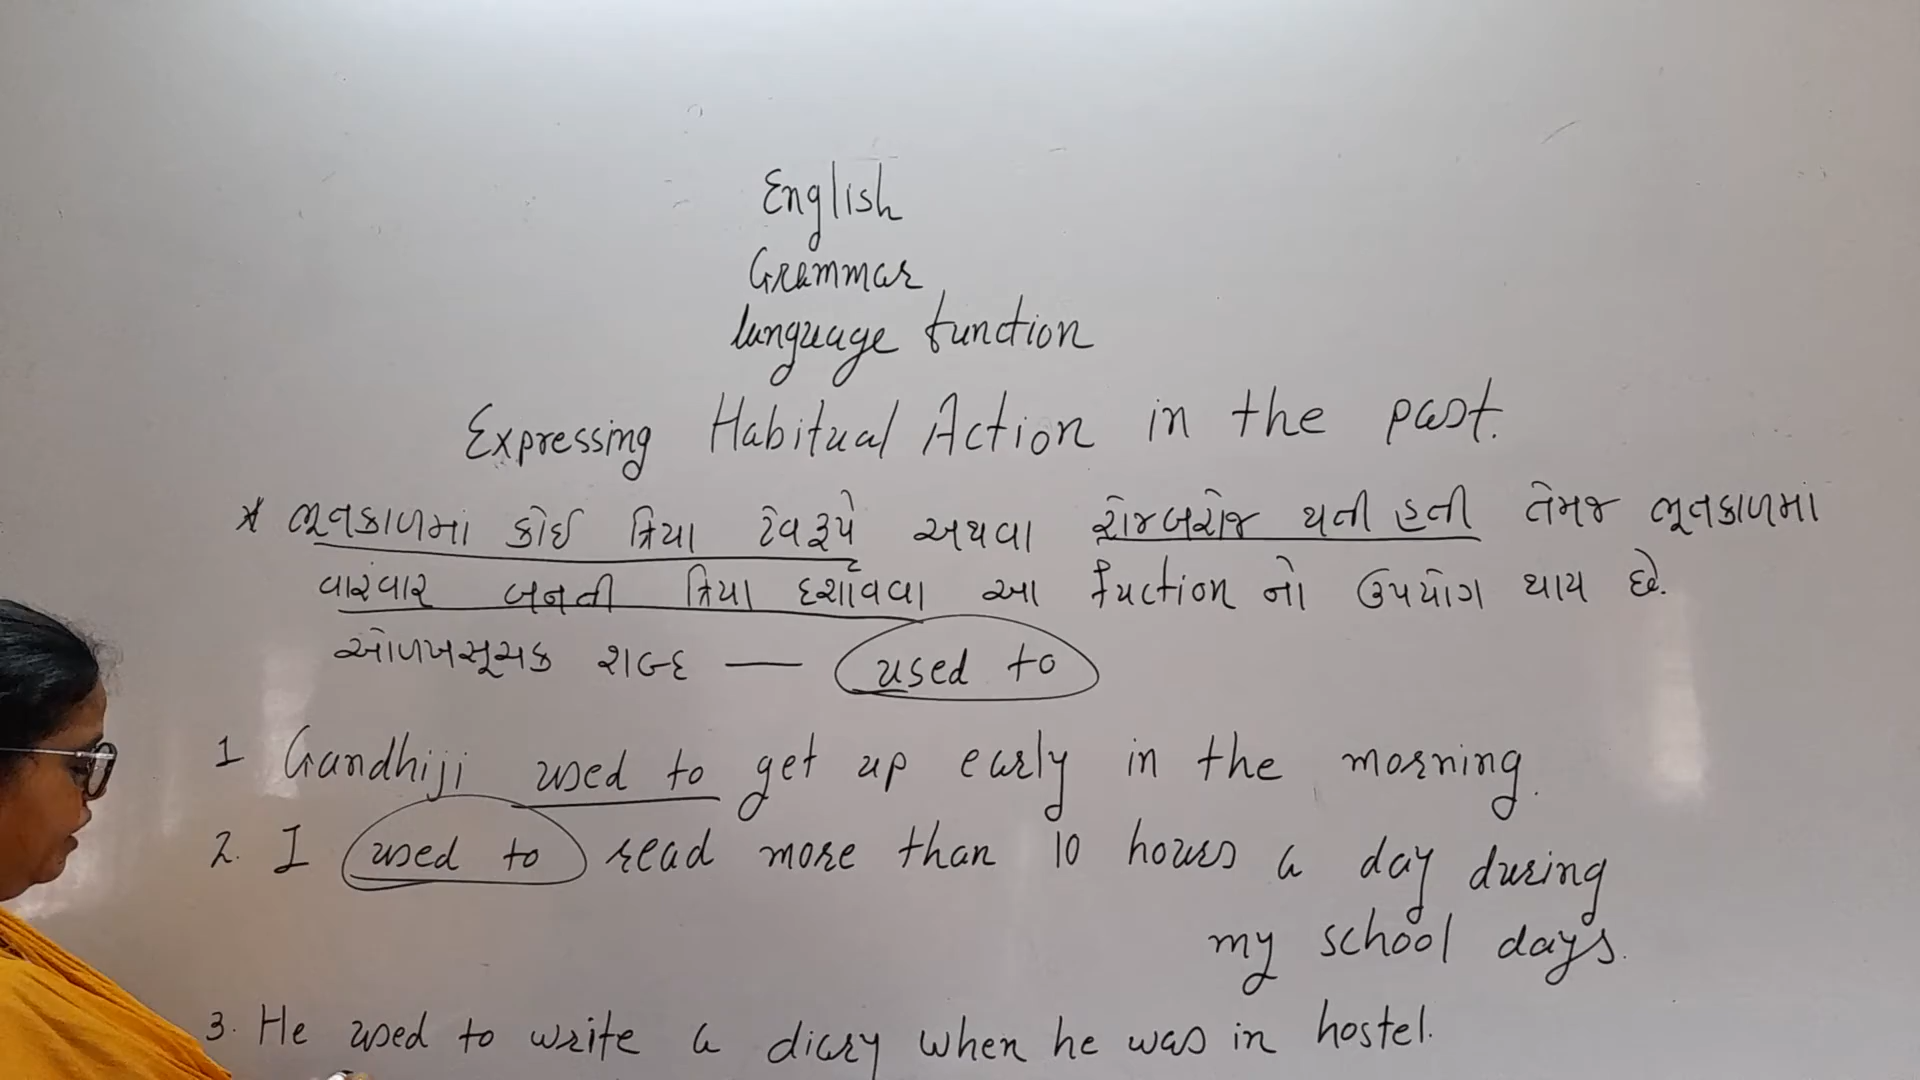 English
Grammar
language function
Expressing Habitual Action in the past.
* ભૂતકાળમાં કોઈ ક્રિયા ટેવરૂપે અથવા રોજબરોજ થતી હતી તેમજ ભૂતકાળમાં
વારંવાર બનતી ક્રિયા દર્શાવવા આ fuction નો ઉપયોગ થાય છે.
ઓળખસૂચક શબ્દ — used to
1 Gandhiji used to get up early in the morning.
2. I used to read more than 10 hours a day during
my school days.
3. He used to write a diary when he was in hostel.